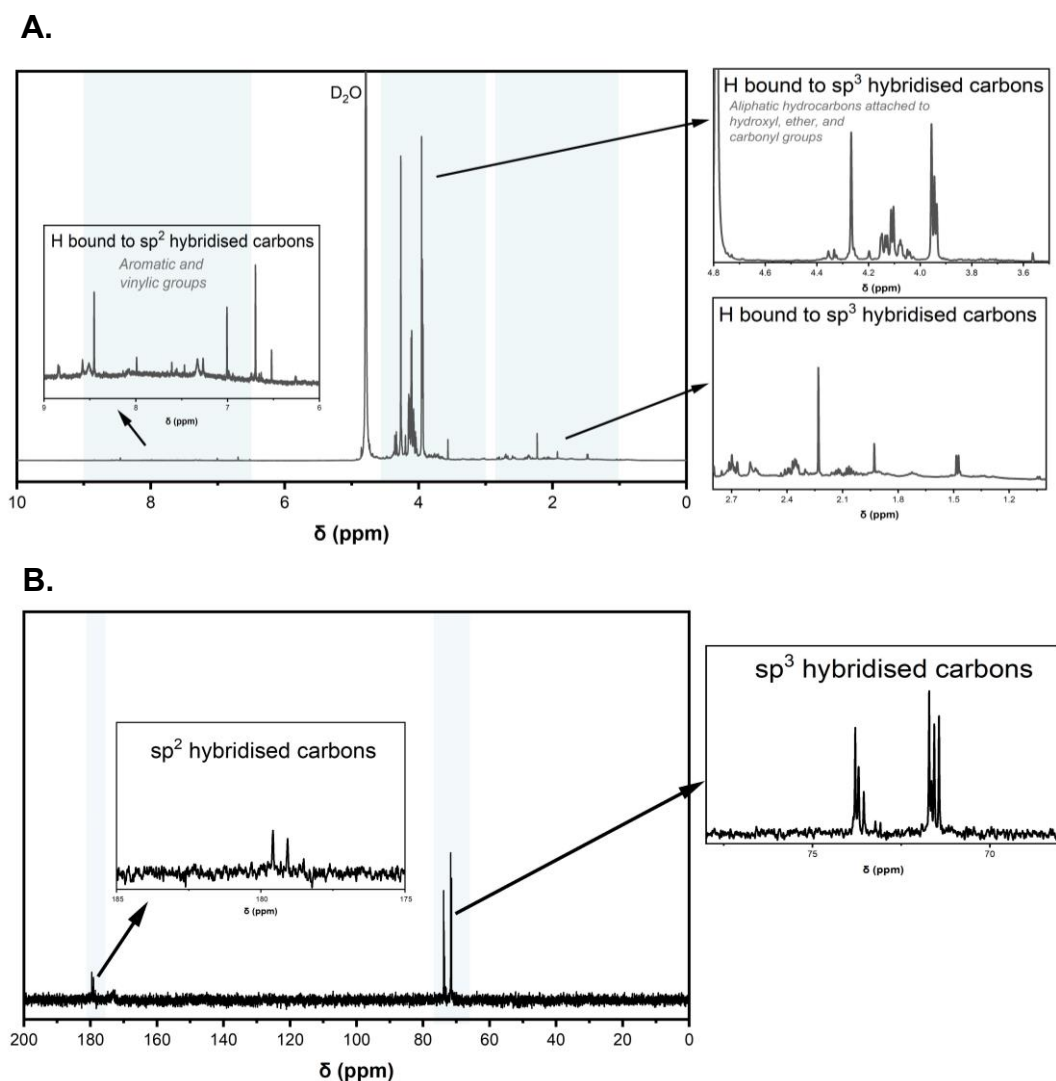 A.
D₂O
H bound to sp² hybridised carbons
Aromatic and
vinylic groups
9 8 7 6
δ (ppm)
10 8 6 4 2 0
δ (ppm)
H bound to sp³ hybridised carbons
Aliphatic hydrocarbons attached to
hydroxyl, ether, and
carbonyl groups
4.8 4.6 4.4 4.2 4.0 3.8 3.6
δ (ppm)
H bound to sp³ hybridised carbons
2.7 2.4 2.1 1.8 1.5 1.2
δ (ppm)
B.
sp² hybridised carbons
185 180 175
δ (ppm)
200 180 160 140 120 100 80 60 40 20 0
δ (ppm)
sp³ hybridised carbons
75 70
δ (ppm)